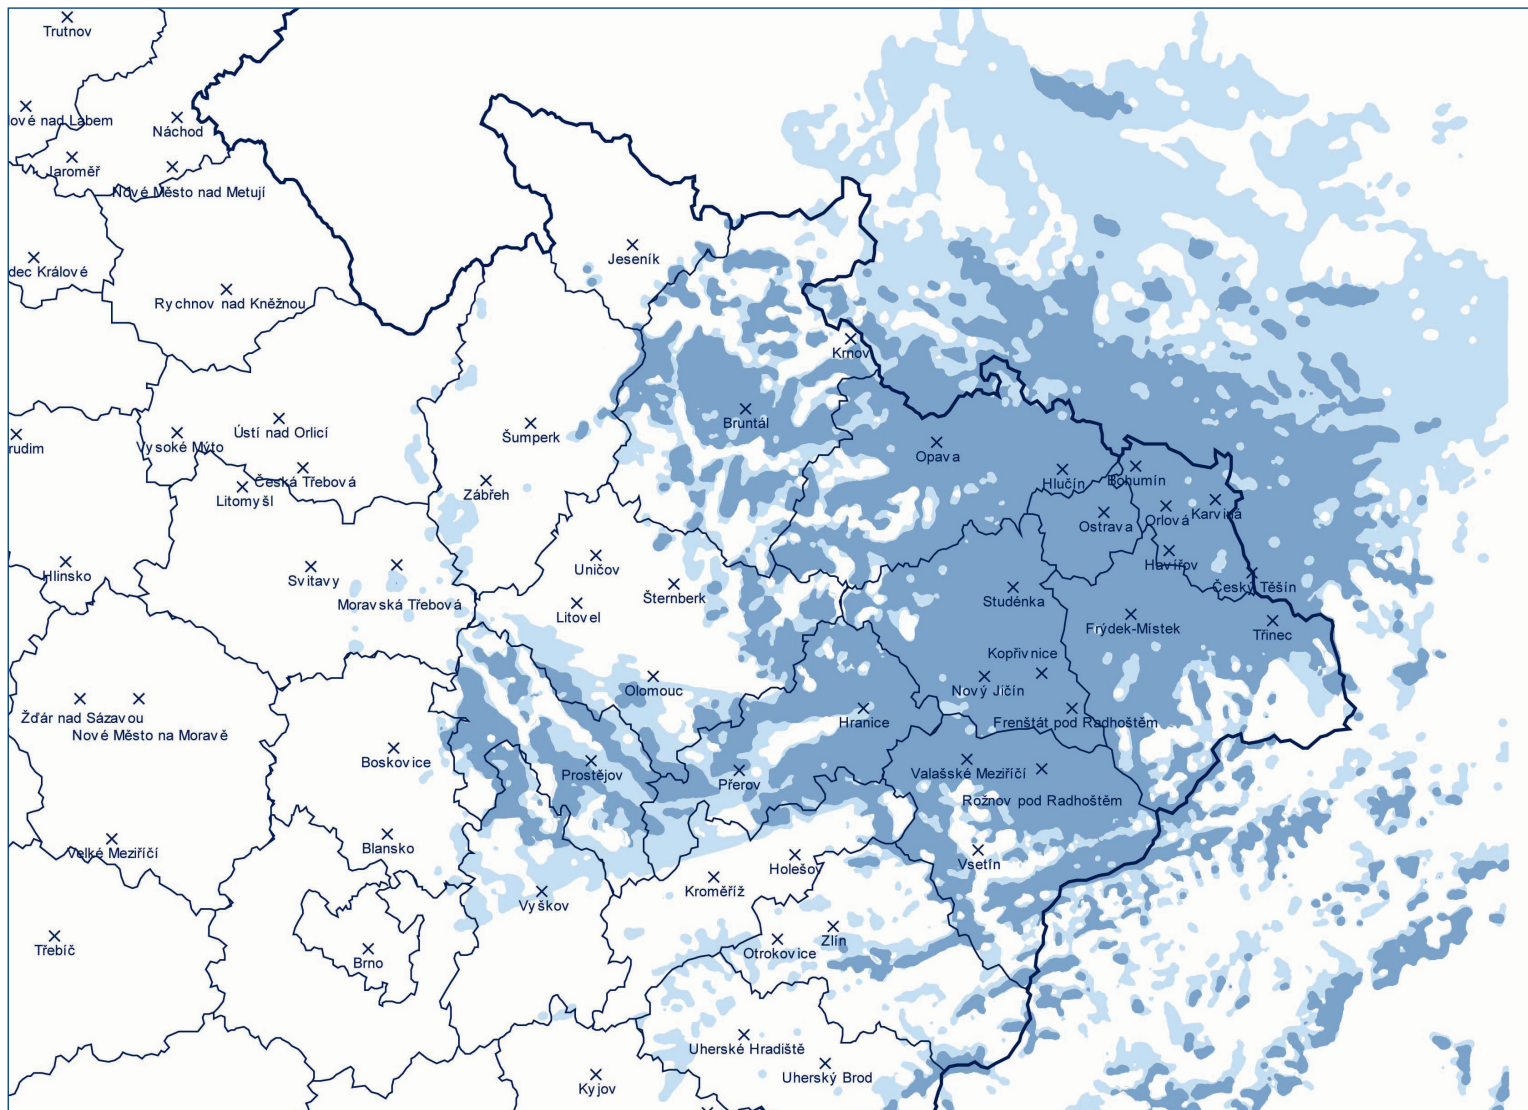 Trutnov
lové nad Labem
Náchod
Jaroměř
Nové Město nad Metují
Jeseník
dec Králové
Rychnov nad Kněžnou
Krnov
Bruntál
Ústí nad Orlicí
Šumperk
rudim
Vysoké Mýto
Opava
Česká Třebová
Zábřeh
Hlučín
Bohumín
Litomyšl
Ostrava
Orlová
Karviná
Hlinsko
Svitavy
Uničov
Havířov
Moravská Třebová
Šternberk
Studénka
Český Těšín
Litovel
Frýdek-Místek
Třinec
Kopřivnice
Olomouc
Nový Jičín
Žďár nad Sázavou
Hranice
Frenštát pod Radhoštěm
Nové Město na Moravě
Boskovice
Prostějov
Přerov
Valašské Meziříčí
Rožnov pod Radhoštěm
Velké Meziříčí
Blansko
Holešov
Vsetín
Kroměříž
Vyškov
Třebíč
Brno
Otrokovice
Zlín
Uherské Hradiště
Kyjov
Uherský Brod